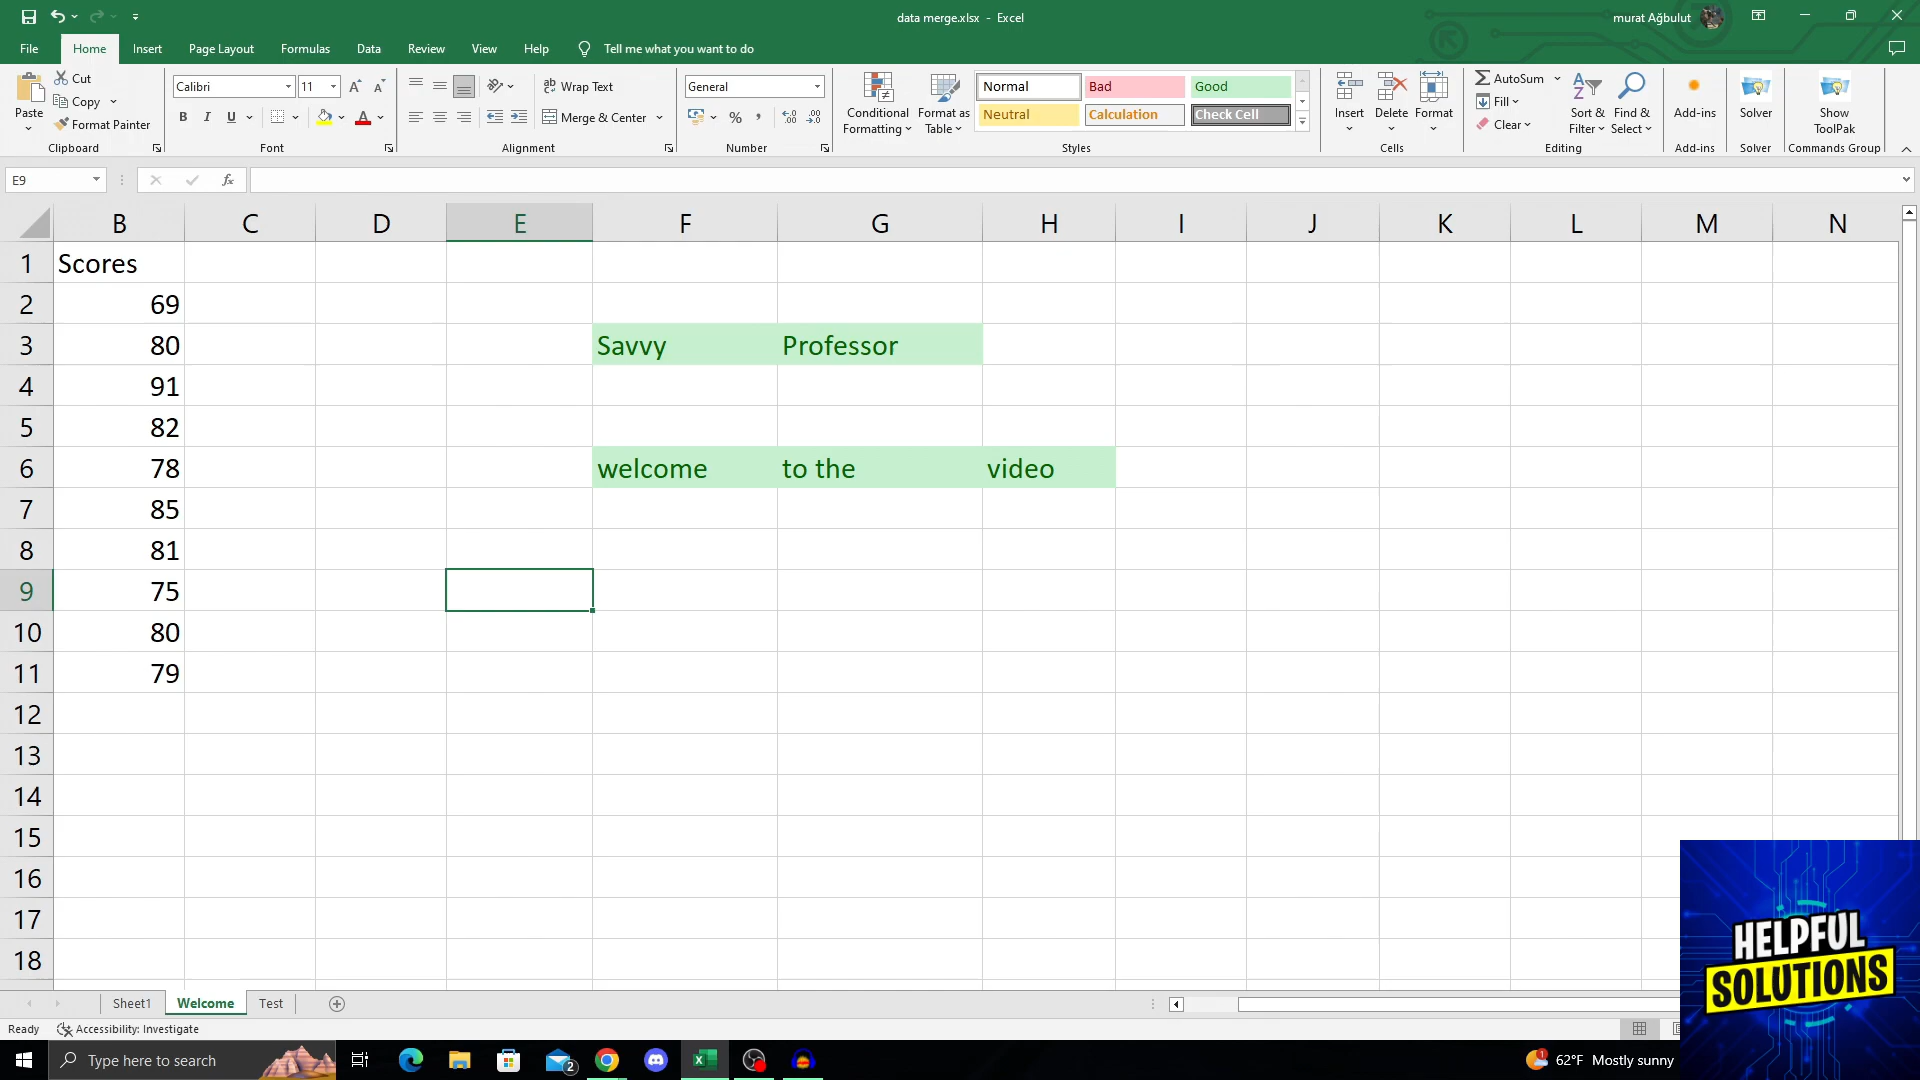 data merge.xlsx - Excel
murat Ağbulut
File Home Insert Page Layout Formulas Data Review View Help Tell me what you want to do
Paste
Cut
Copy
Format Painter
Clipboard
Calibri 11
B I U
Font
Wrap Text
Merge & Center
Alignment
General
Number
Conditional Formatting
Format as Table
Normal Bad Good
Neutral Calculation Check Cell
Styles
Insert Delete Format
Cells
AutoSum
Fill
Clear
Sort & Filter
Find & Select
Editing
Add-ins
Add-ins
Solver
Solver
Show ToolPak
Commands Group
E9 fx
B C D E F G H I J K L M N
1 Scores
2 69
3 80 Savvy Professor
4 91
5 82
6 78 welcome to the video
7 85
8 81
9 75
10 80
11 79
12
13
14
15
16
17
18
HELPFUL
SOLUTIONS
Sheet1 Welcome Test
Ready Accessibility: Investigate
Type here to search
2
1 62°F Mostly sunny